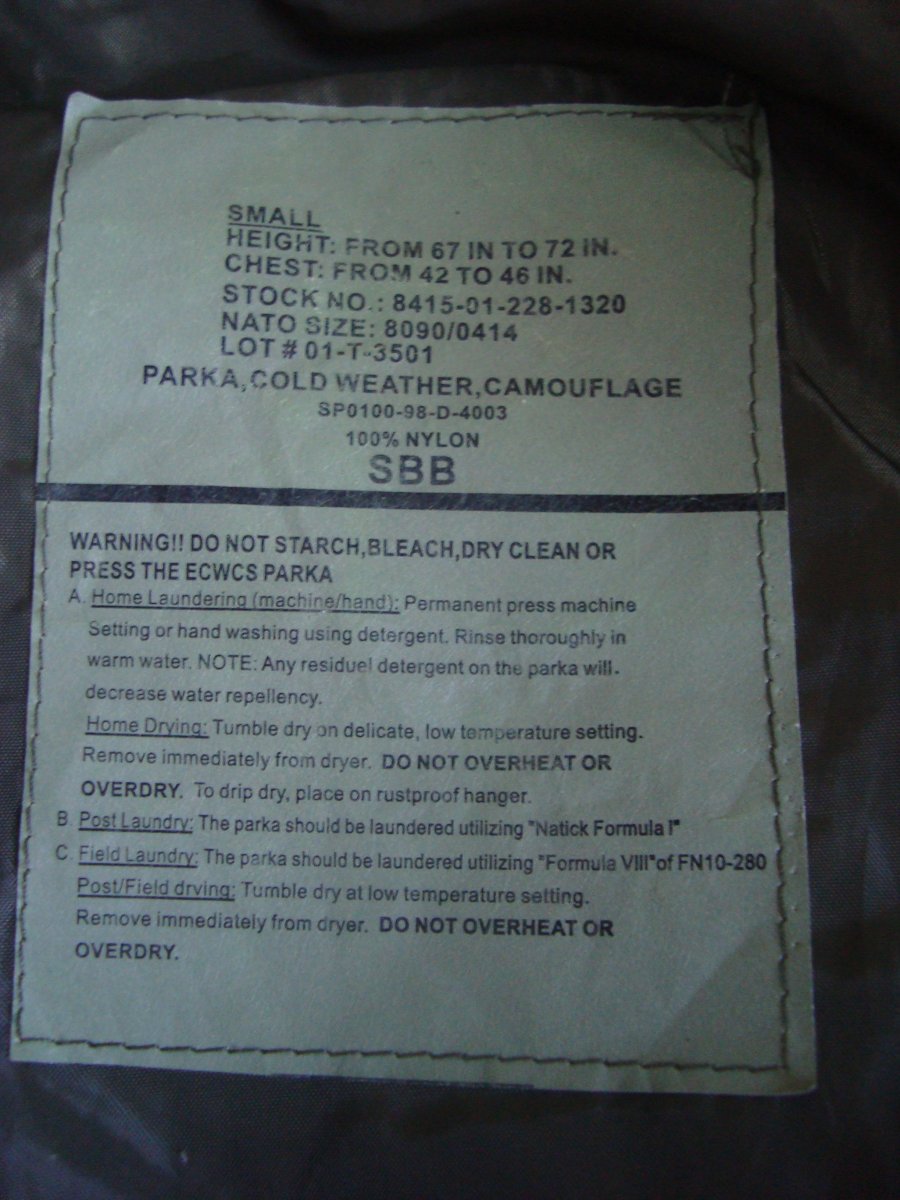 SMALL
HEIGHT: FROM 67 IN TO 72 IN.
CHEST: FROM 42 TO 46 IN.
STOCK NO.: 8415-01-228-1320
NATO SIZE: 8090/0414
LOT # 01-T-3501
PARKA,COLD WEATHER,CAMOUFLAGE
SP0100-98-D-4003
100% NYLON
SBB
WARNING!! DO NOT STARCH,BLEACH,DRY CLEAN OR
PRESS THE ECWCS PARKA
A. Home Laundering (machine/hand): Permanent press machine
Setting or hand washing using detergent. Rinse thoroughly in
warm water. NOTE: Any residuel detergent on the parka will.
decrease water repellency.
Home Drying: Tumble dry on delicate, low temperature setting.
Remove immediately from dryer. DO NOT OVERHEAT OR
OVERDRY. To drip dry, place on rustproof hanger.
B. Post Laundry: The parka should be laundered utilizing "Natick Formula I"
C. Field Laundry: The parka should be laundered utilizing "Formula VIII"of FN10-280
Post/Field drving: Tumble dry at low temperature setting.
Remove immediately from dryer. DO NOT OVERHEAT OR
OVERDRY.